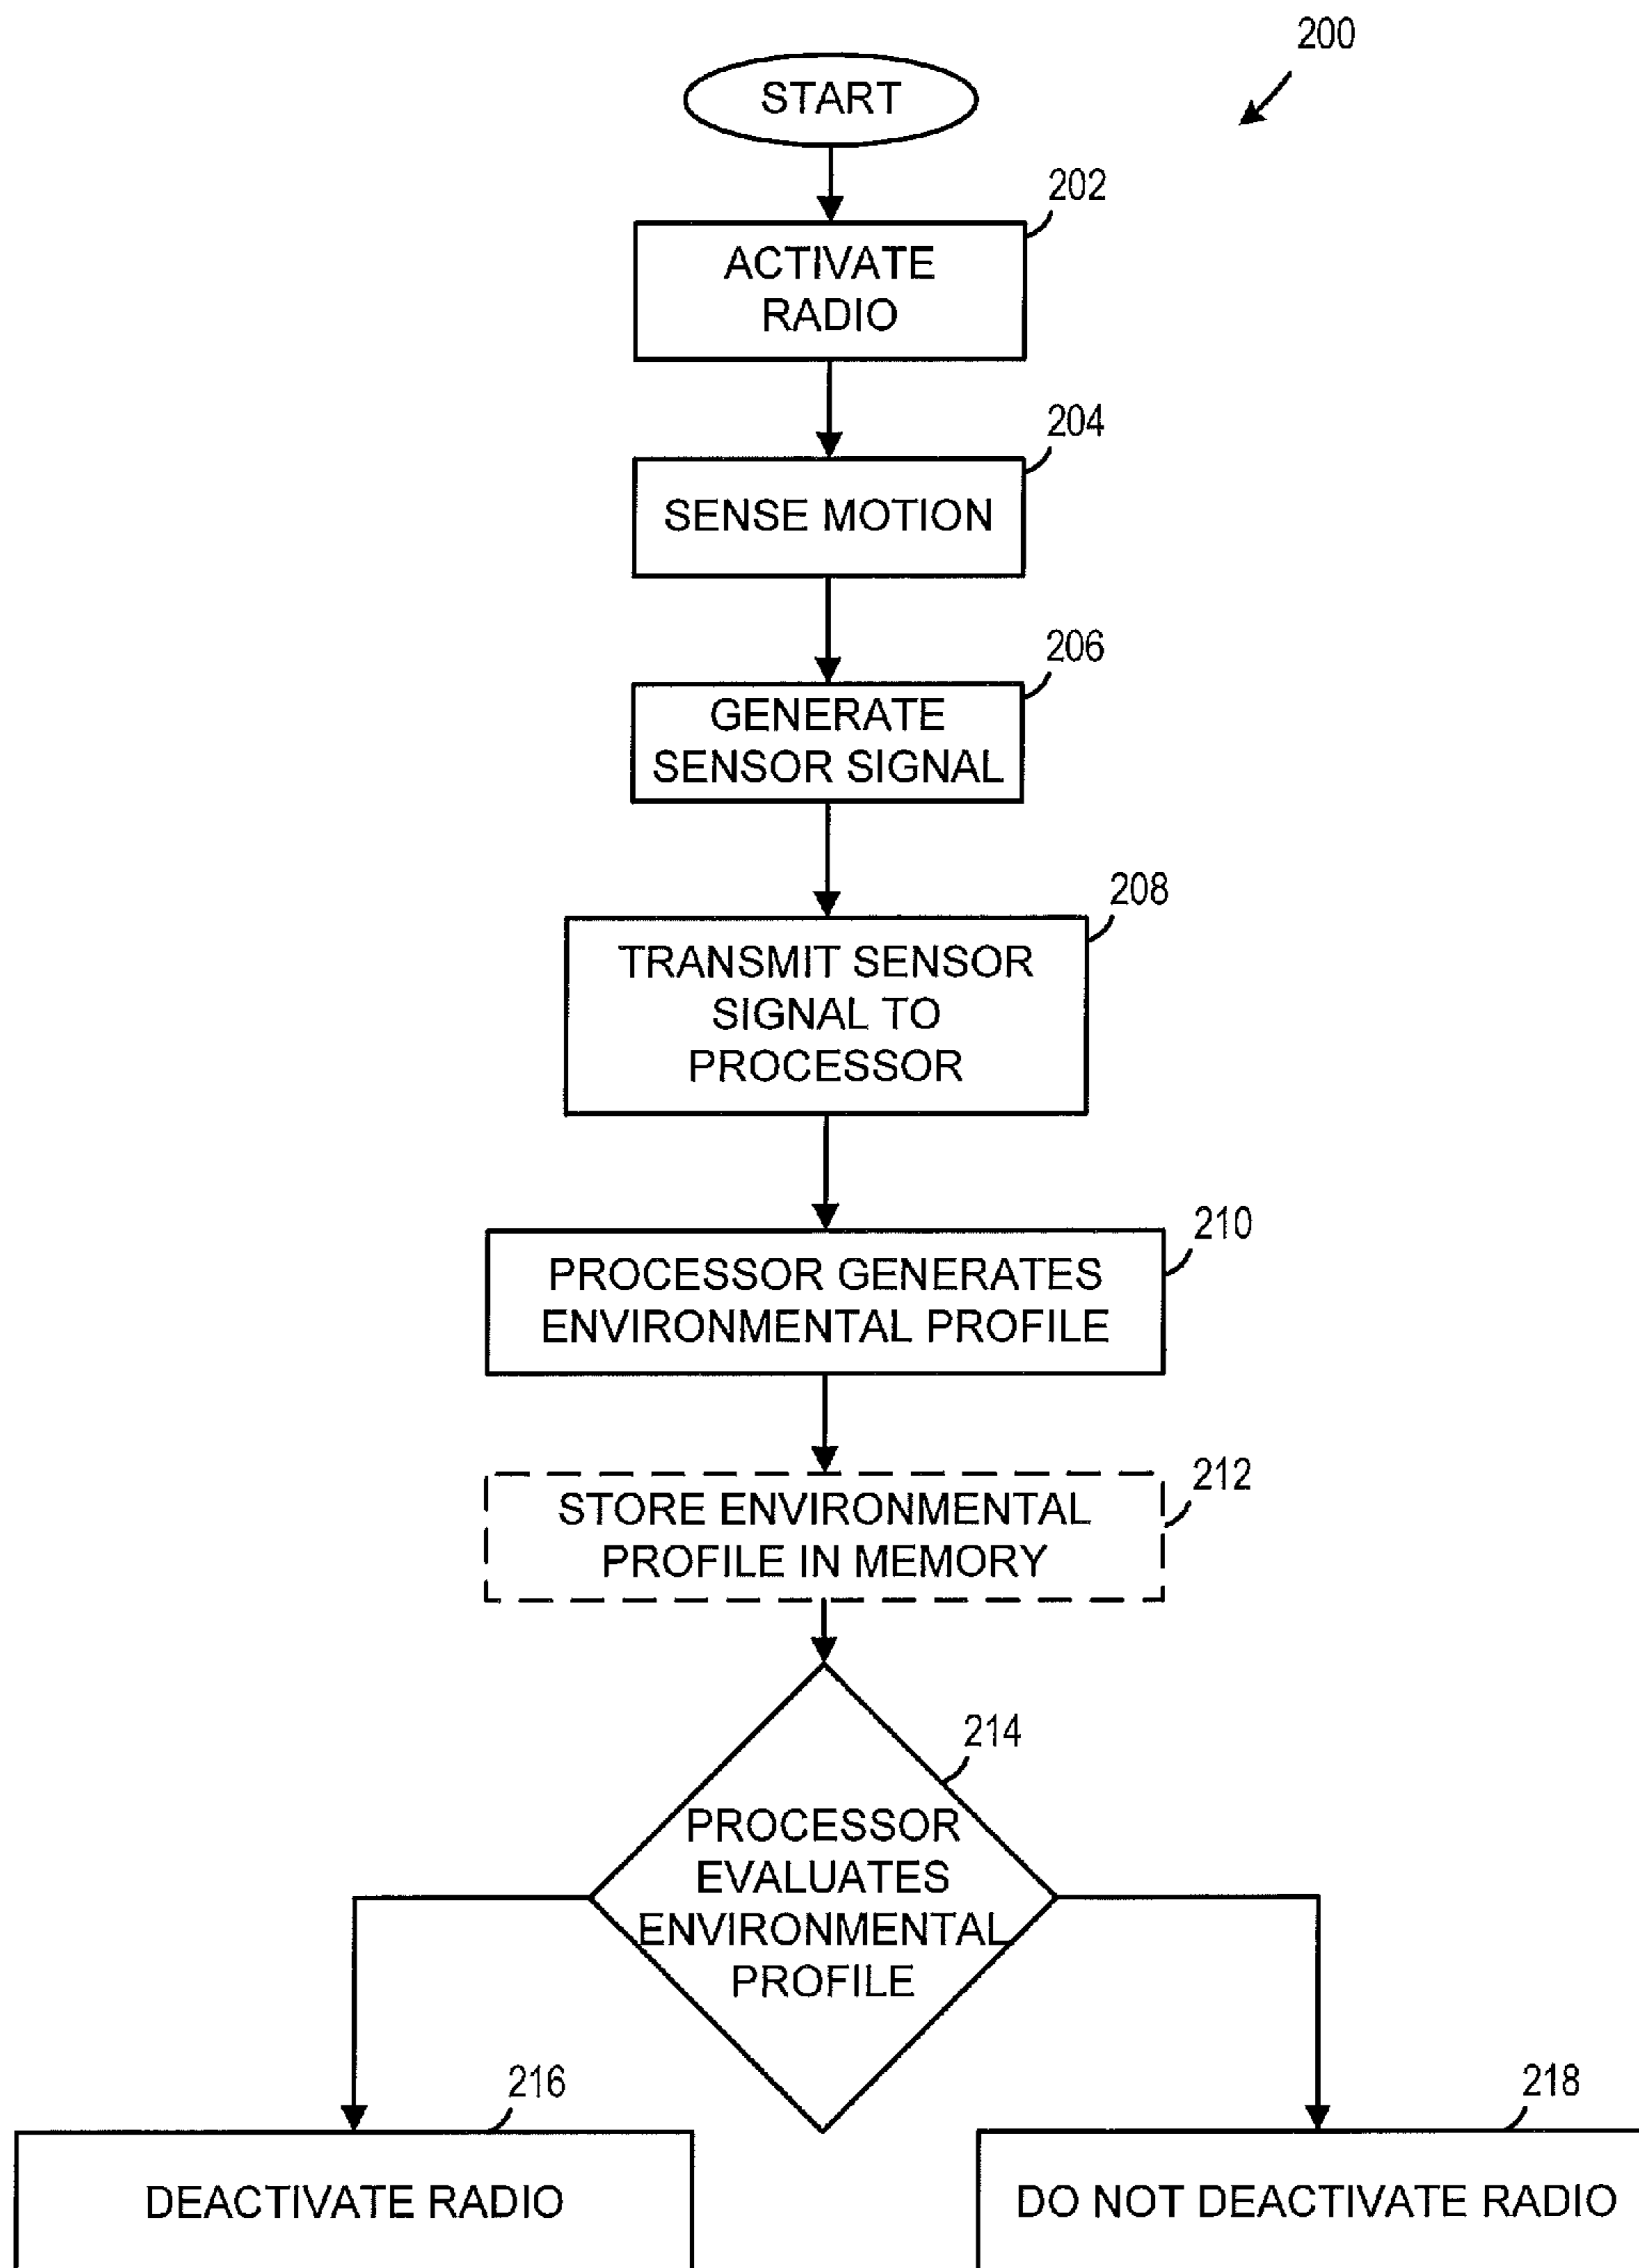 200
START
202
ACTIVATE
RADIO
204
SENSE MOTION
206
GENERATE
SENSOR SIGNAL
208
TRANSMIT SENSOR
SIGNAL TO
PROCESSOR
210
PROCESSOR GENERATES
ENVIRONMENTAL PROFILE
212
STORE ENVIRONMENTAL
PROFILE IN MEMORY
214
PROCESSOR
EVALUATES
ENVIRONMENTAL
PROFILE
216
DEACTIVATE RADIO
218
DO NOT DEACTIVATE RADIO